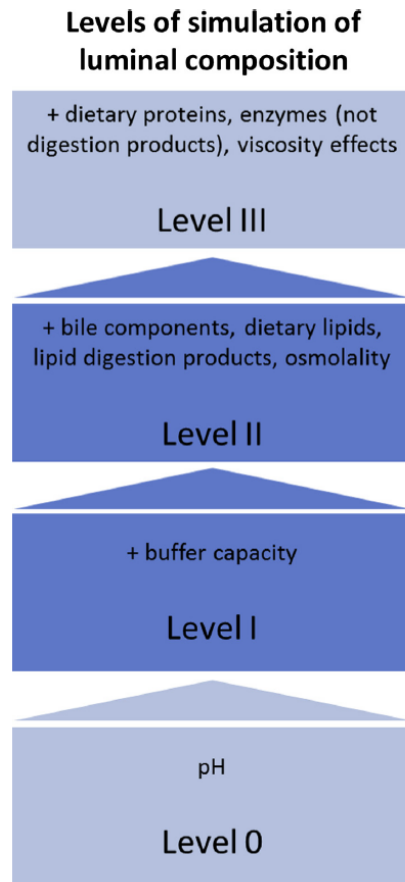 Levels of simulation of
luminal composition
+ dietary proteins, enzymes (not
digestion products), viscosity effects
Level III
+ bile components, dietary lipids,
lipid digestion products, osmolality
Level II
+ buffer capacity
Level I
pH
Level 0